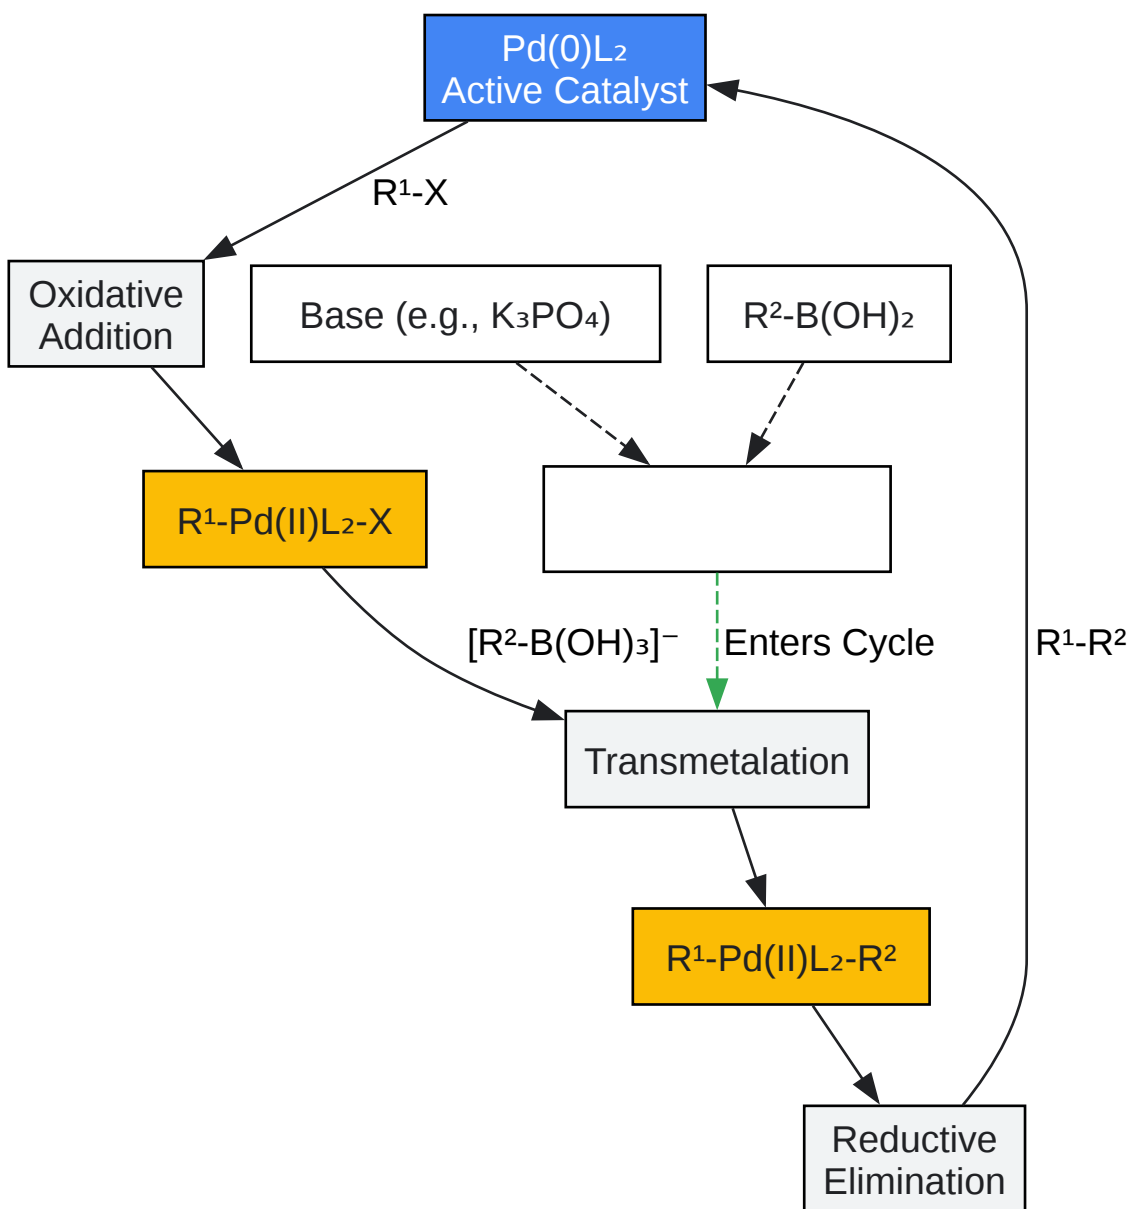 Pd(0)L₂
Active Catalyst
R¹-X
Oxidative
Addition
Base (e.g., K₃PO₄)
R²-B(OH)₂
R¹-Pd(II)L₂-X
[R²-B(OH)₃]⁻
Enters Cycle
R¹-R²
Transmetalation
R¹-Pd(II)L₂-R²
Reductive
Elimination